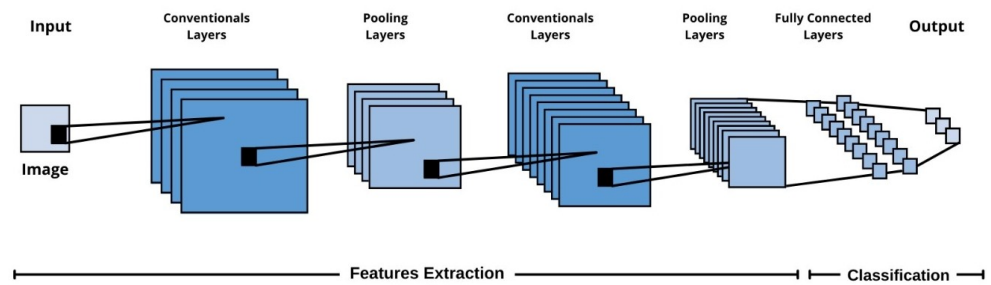 Input
Conventionals
Layers
Pooling
Layers
Conventionals
Layers
Pooling
Layers
Fully Connected
Layers
Output
Image
Features Extraction
Classification